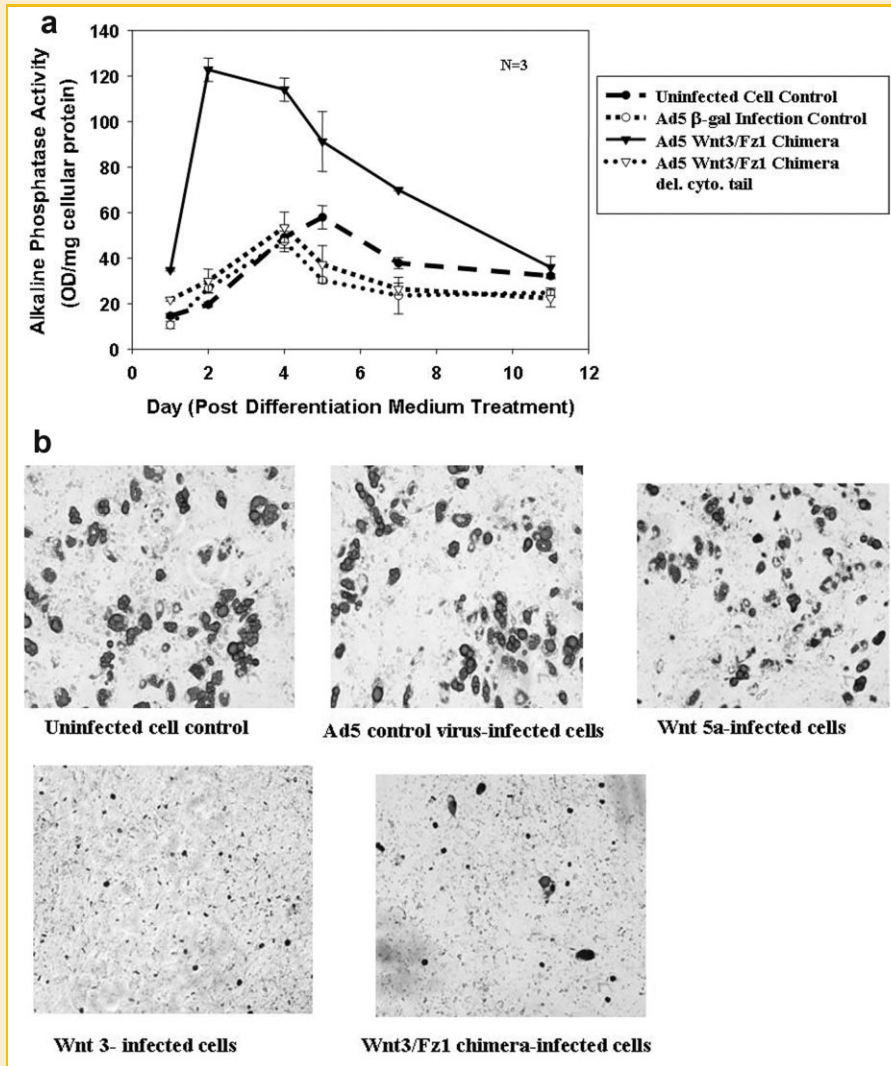 a
Alkaline Phosphatase Activity
(OD/mg cellular protein)
140
120
100
80
60
40
20
0
N=3
Uninfected Cell Control
Ad5 β-gal Infection Control
Ad5 Wnt3/Fz1 Chimera
Ad5 Wnt3/Fz1 Chimera
del. cyto. tail
0 2 4 6 8 10 12
Day (Post Differentiation Medium Treatment)
b
Uninfected cell control
Ad5 control virus-infected cells
Wnt 5a-infected cells
Wnt 3- infected cells
Wnt3/Fz1 chimera-infected cells